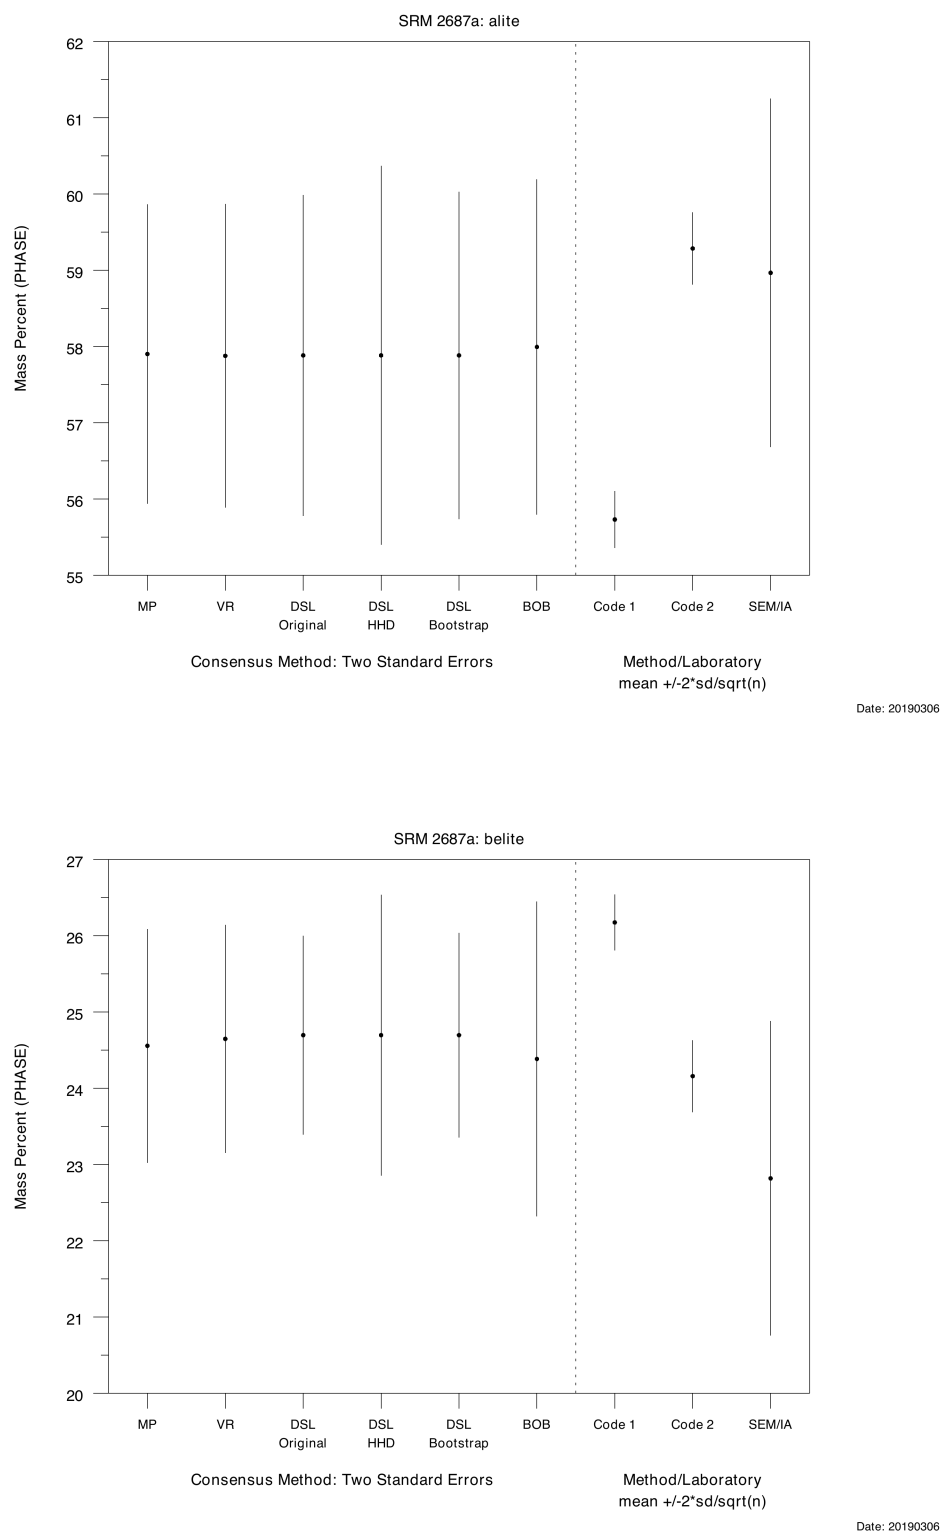 SRM 2687a: alite
62
61
60
59
58
57
56
55
Mass Percent (PHASE)
MP VR DSL DSL DSL BOB Code 1 Code 2 SEM/IA
Original HHD Bootstrap
Consensus Method: Two Standard Errors Method/Laboratory
mean +/-2*sd/sqrt(n)
Date: 20190306
SRM 2687a: belite
27
26
25
24
23
22
21
20
Mass Percent (PHASE)
MP VR DSL DSL DSL BOB Code 1 Code 2 SEM/IA
Original HHD Bootstrap
Consensus Method: Two Standard Errors Method/Laboratory
mean +/-2*sd/sqrt(n)
Date: 20190306